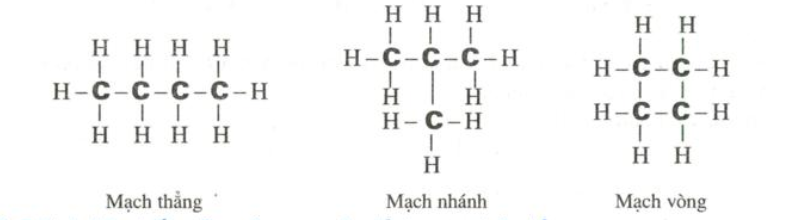 H H H H
H–C–C–C–C–H
H H H H
Mạch thẳng
H H H
H–C–C–C–H
H H
H–C–H
H
Mạch nhánh
H H
H–C–C–H
H–C–C–H
H H
Mạch vòng